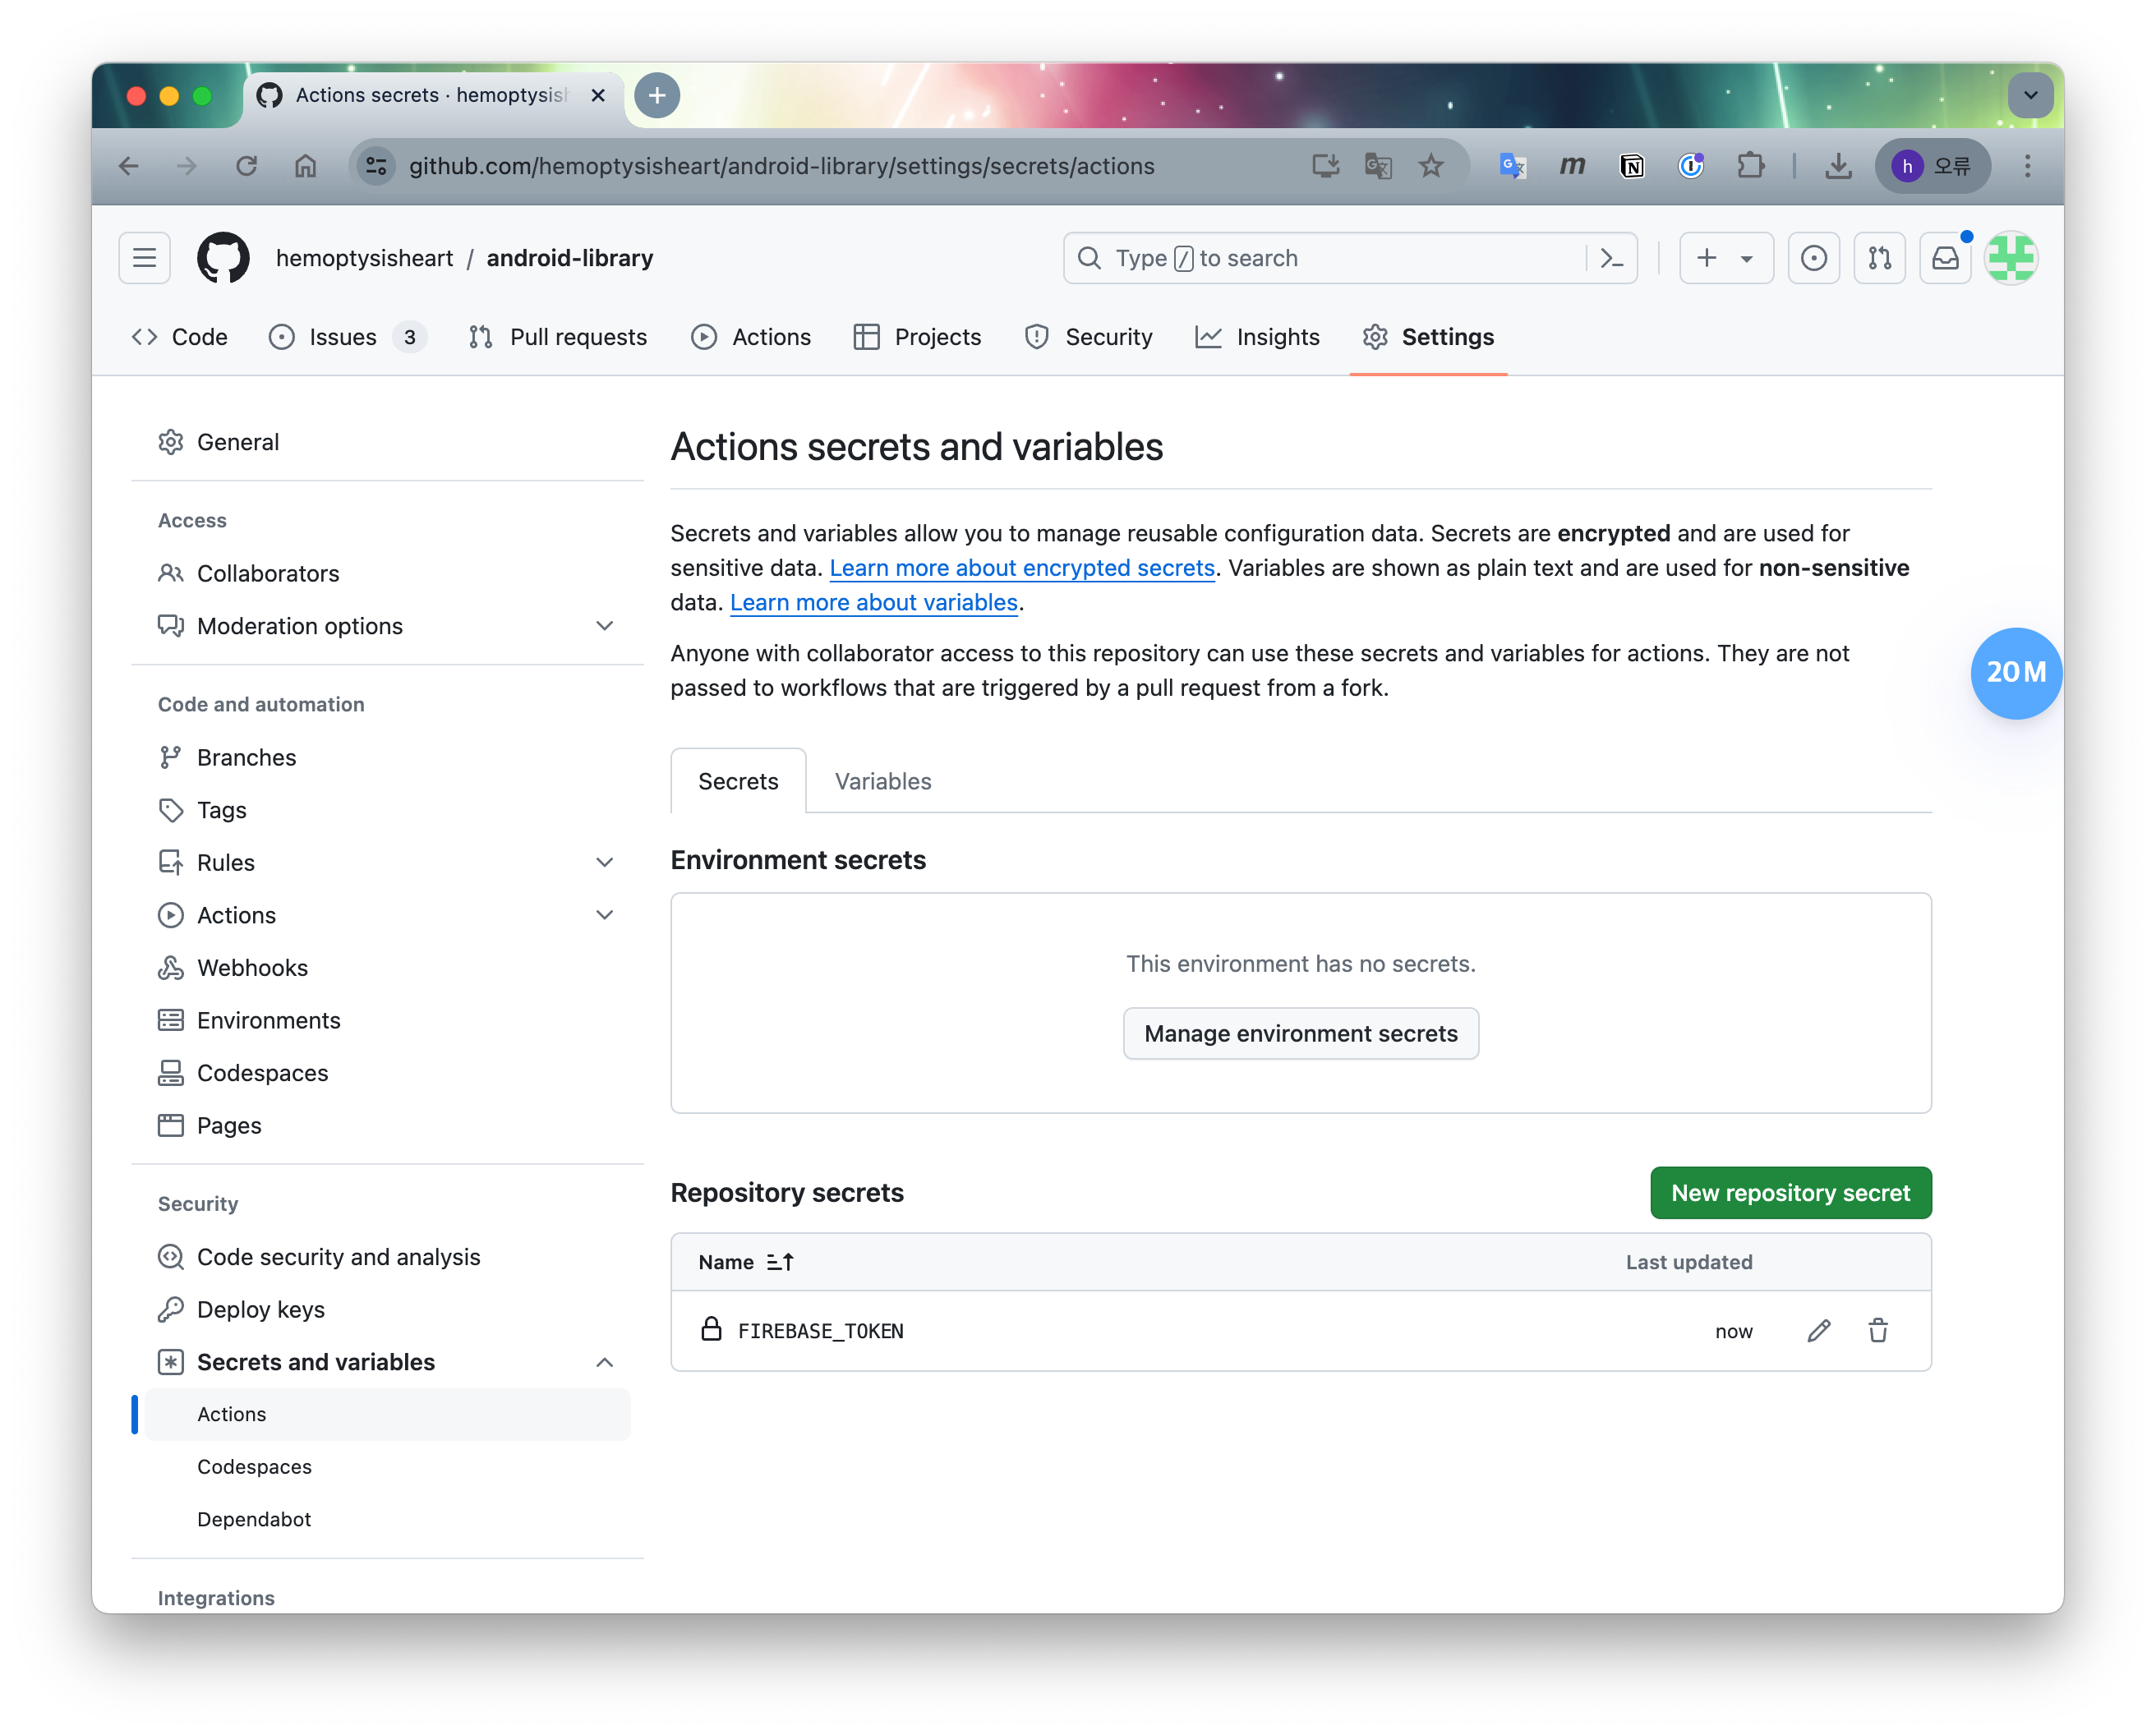 Actions secrets · hemoptysish
github.com/hemoptysisheart/android-library/settings/secrets/actions
h 오류
hemoptysisheart / android-library
Type / to search
Code
Issues 3
Pull requests
Actions
Projects
Security
Insights
Settings
General
Access
Collaborators
Moderation options
Code and automation
Branches
Tags
Rules
Actions
Webhooks
Environments
Codespaces
Pages
Security
Code security and analysis
Deploy keys
Secrets and variables
Actions
Codespaces
Dependabot
Integrations
Actions secrets and variables
Secrets and variables allow you to manage reusable configuration data. Secrets are encrypted and are used for
sensitive data. Learn more about encrypted secrets. Variables are shown as plain text and are used for non-sensitive
data. Learn more about variables.
Anyone with collaborator access to this repository can use these secrets and variables for actions. They are not
passed to workflows that are triggered by a pull request from a fork.
20M
Secrets
Variables
Environment secrets
This environment has no secrets.
Manage environment secrets
Repository secrets
New repository secret
Name
Last updated
FIREBASE_TOKEN
now